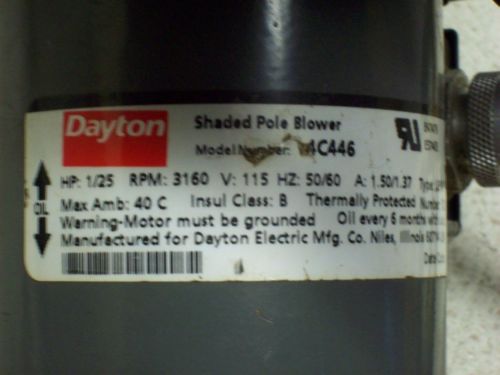 Dayton
Shaded Pole Blower
Model Number: 4C446
HP: 1/25 RPM: 3160 V: 115 HZ: 50/60 A: 1.50/1.37
Max Amb: 40 C Insul Class: B Thermally Protected Number
Warning-Motor must be grounded Oil every 6 months
Manufactured for Dayton Electric Mfg. Co. Niles, Illinois
OIL